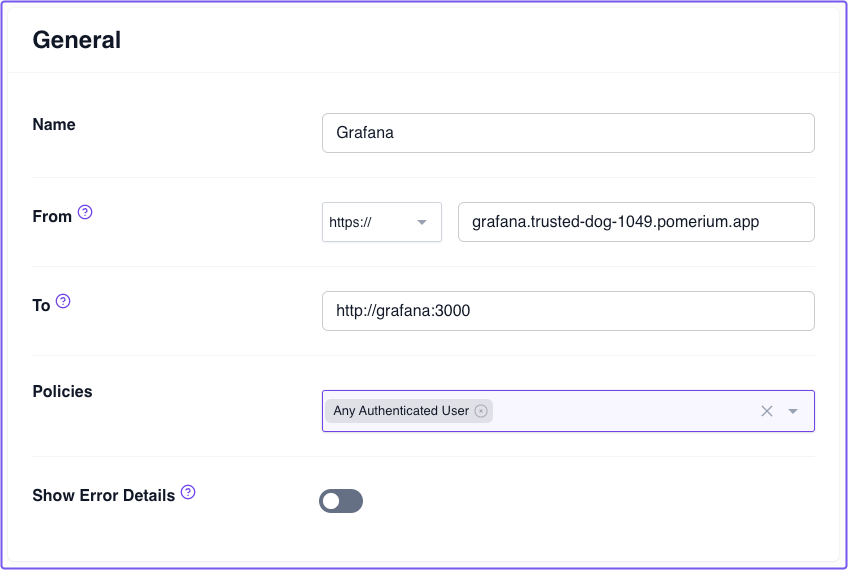 General
Name
Grafana
From ?
https://
grafana.trusted-dog-1049.pomerium.app
To ?
http://grafana:3000
Policies
Any Authenticated User
Show Error Details ?